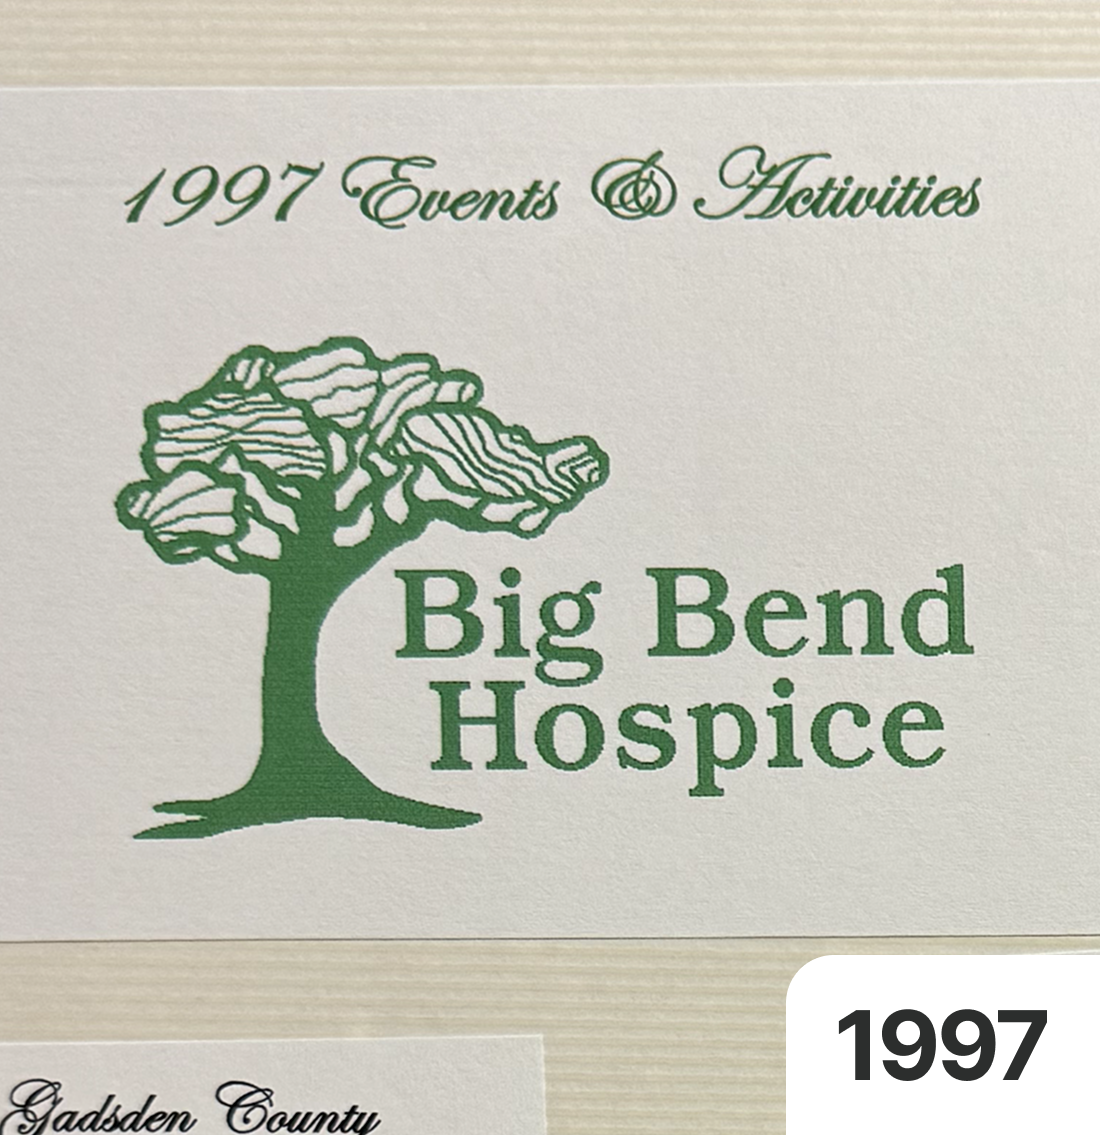 1997 Events & Activities
Big Bend
Hospice
1997
Gadsden County